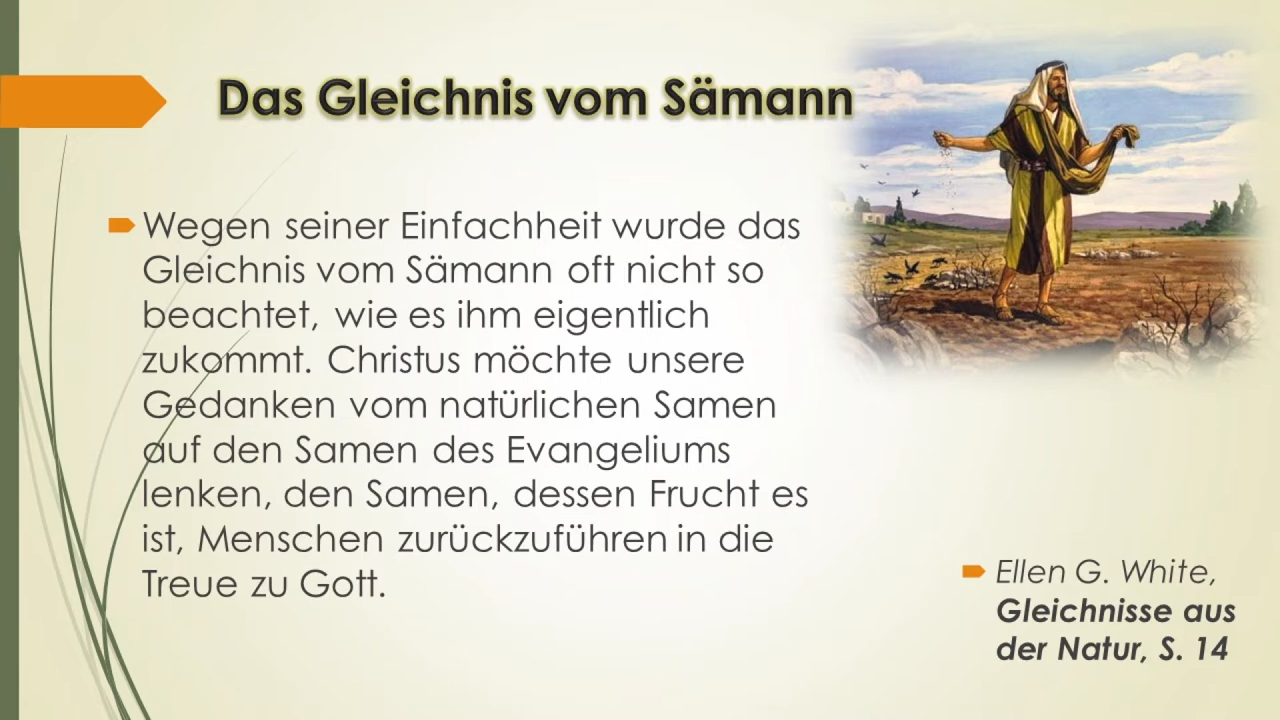 Das Gleichnis vom Sämann
Wegen seiner Einfachheit wurde das
Gleichnis vom Sämann oft nicht so
beachtet, wie es ihm eigentlich
zukommt. Christus möchte unsere
Gedanken vom natürlichen Samen
auf den Samen des Evangeliums
lenken, den Samen, dessen Frucht es
ist, Menschen zurückzuführen in die
Treue zu Gott.
Ellen G. White,
Gleichnisse aus
der Natur, S. 14